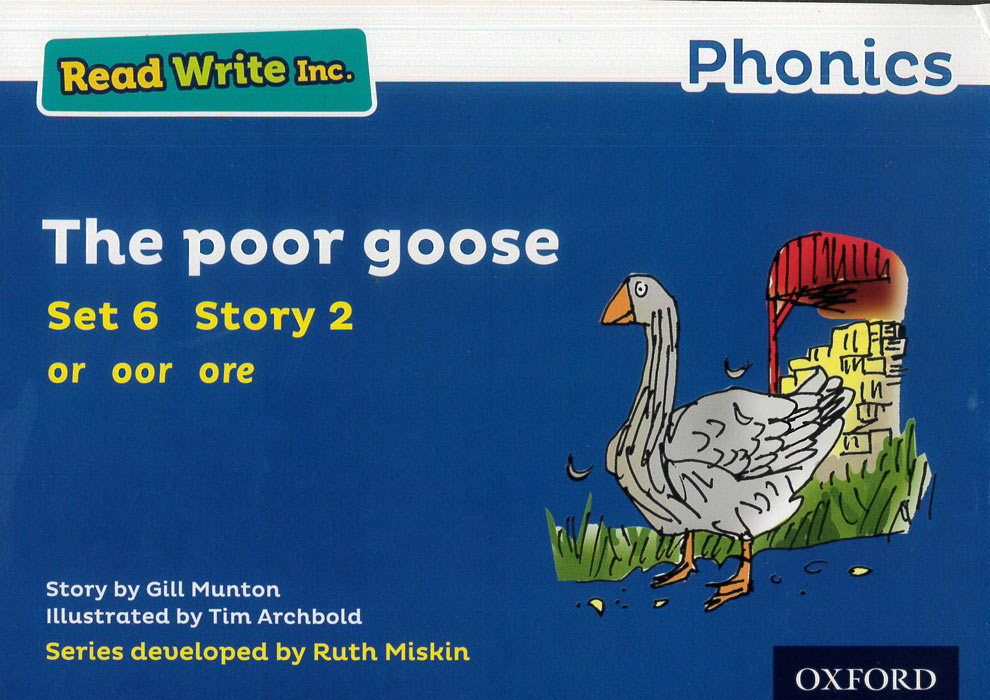 Read Write Inc.
Phonics
The poor goose
Set 6 Story 2
or oor ore
Story by Gill Munton
Illustrated by Tim Archbold
Series developed by Ruth Miskin
OXFORD